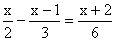 x/2 − (x − 1)/3 = (x + 2)/6